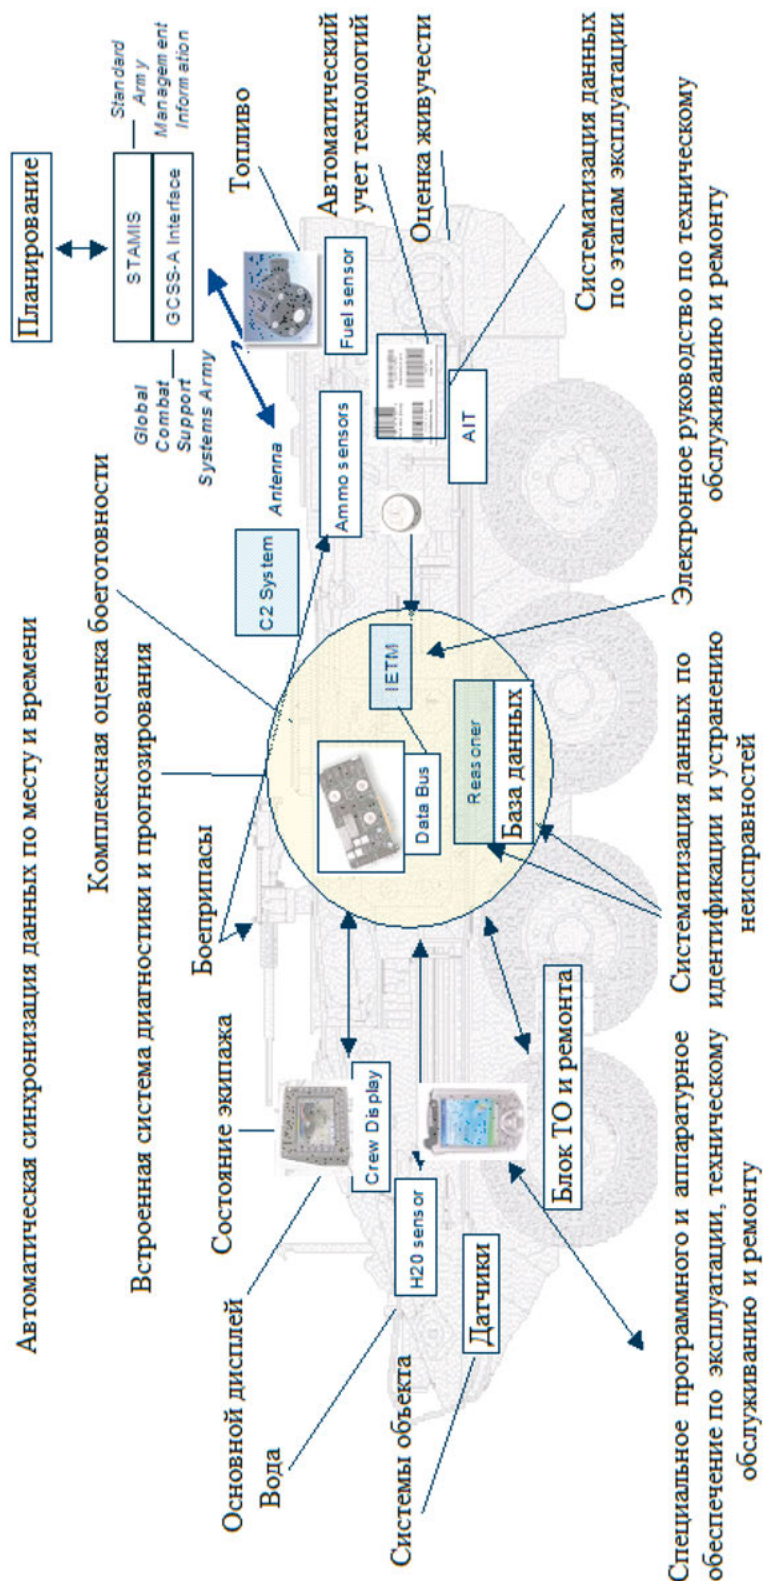 Автоматическая синхронизация данных по месту и времени
Комплексная оценка боеготовности
Встроенная система диагностики и прогнозирования
Планирование
STAMIS
GCSS-A Interface
Standard
Army
Management
Information
Global
Combat
Support
Systems Army
Antenna
Боеприпасы
Состояние экипажа
Основной дисплей
Вода
Системы объекта
Датчики
H20 sensor
Crew Display
C2 System
Ammo sensors
Fuel sensor
Топливо
Автоматический
учет технологий
Оценка живучести
AIT
IETM
Data Bus
Reasoner
База данных
Блок ТО и ремонта
Систематизация данных
по этапам эксплуатации
Электронное руководство по техническому
обслуживанию и ремонту
Систематизация данных по
идентификации и устранению
неисправностей
Специальное программного и аппаратурное
обеспечение по эксплуатации, техническому
обслуживанию и ремонту